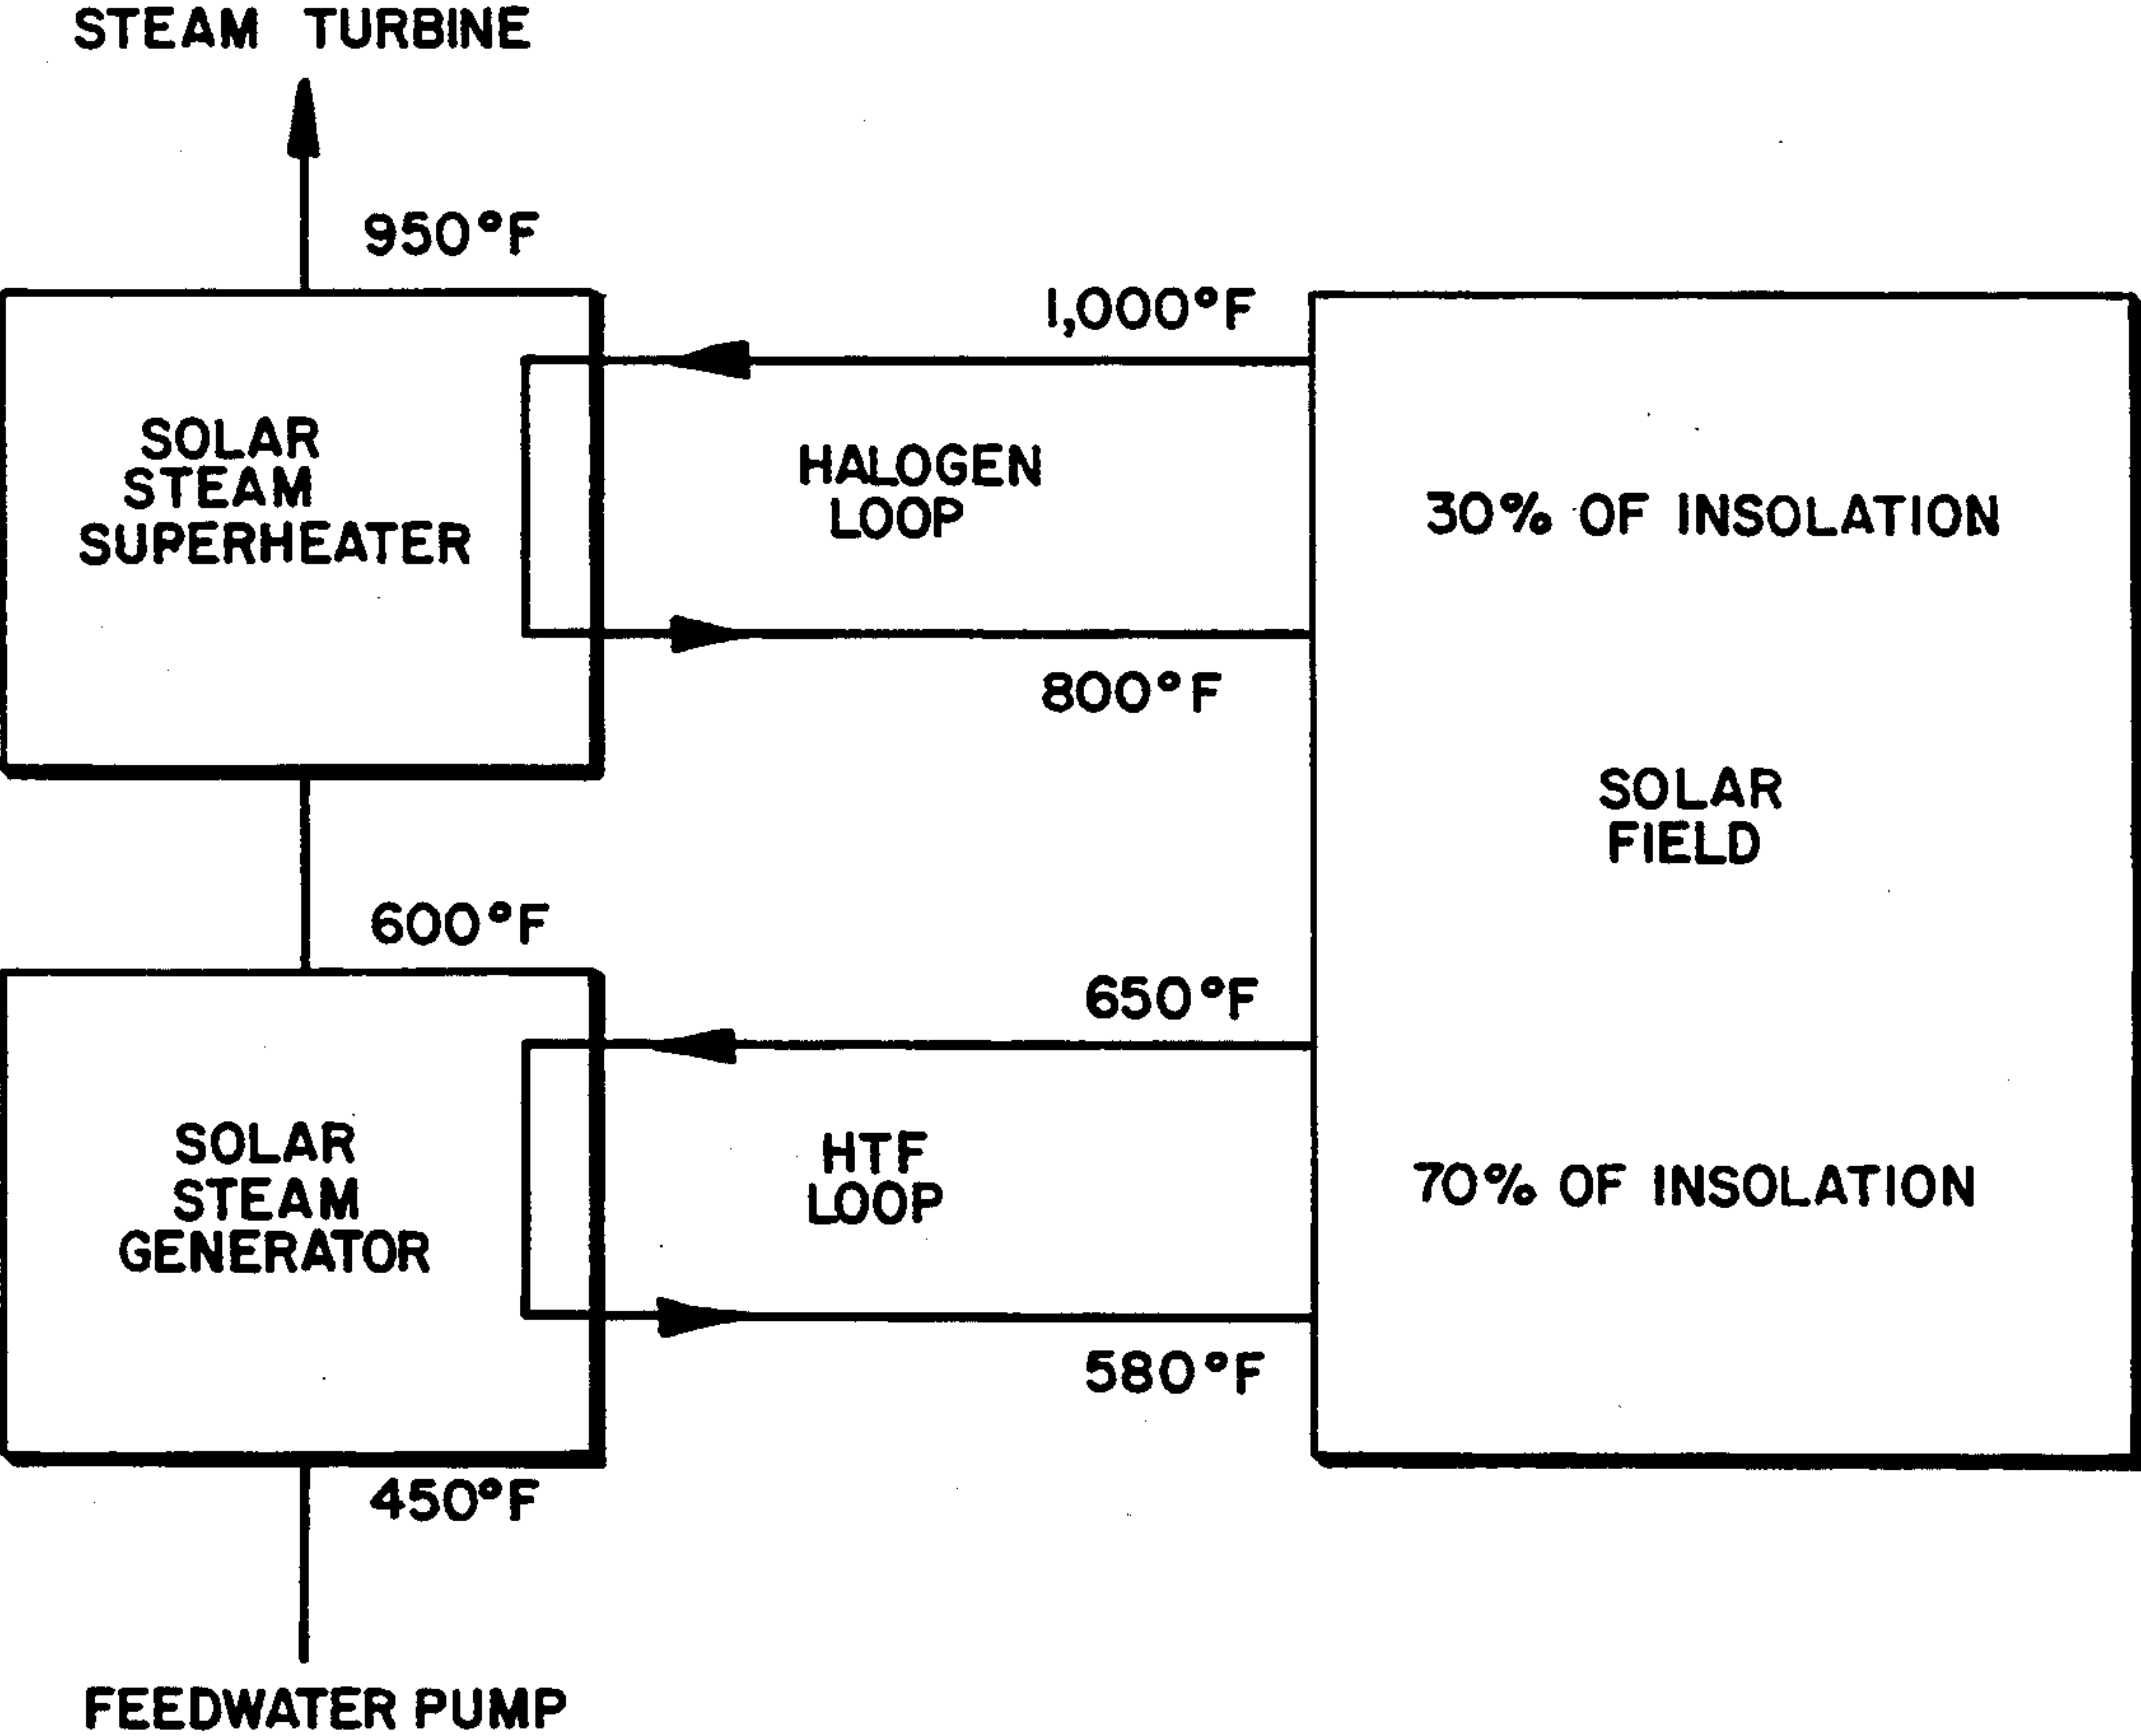 STEAM TURBINE
950°F
1,000°F
SOLAR
STEAM
SUPERHEATER
HALOGEN
LOOP
30% OF INSOLATION
800°F
SOLAR
FIELD
600°F
650°F
SOLAR
STEAM
GENERATOR
HTF
LOOP
70% OF INSOLATION
580°F
450°F
FEEDWATER PUMP